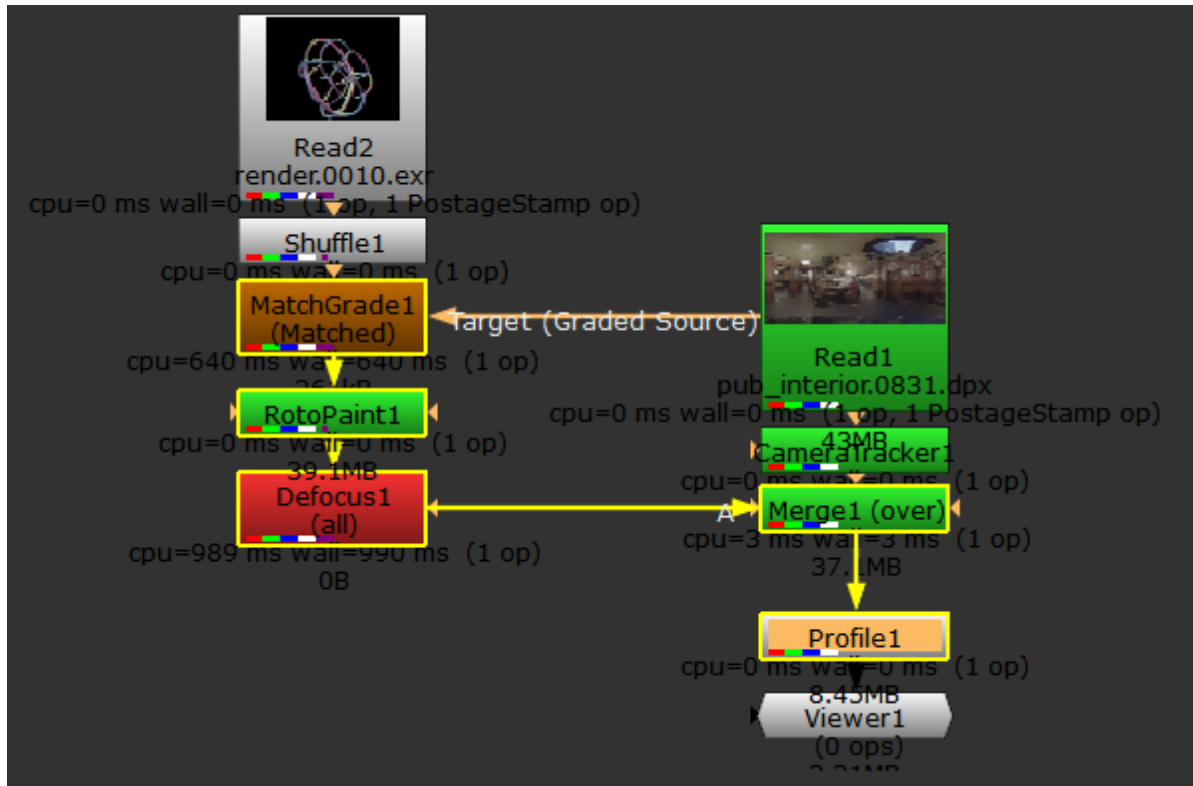 Read2
render.0010.exr
cpu=0 ms wall=0 ms (1 op, 1 PostageStamp op)
Shuffle1
cpu=0 ms wall=0 ms (1 op)
MatchGrade1
(Matched)
cpu=640 ms wall=640 ms (1 op)
RotoPaint1
cpu=0 ms wall=0 ms (1 op)
39.1MB
Defocus1
(all)
cpu=989 ms wall=990 ms (1 op)
0B
Target (Graded Source)
A
Read1
pub_interior.0831.dpx
cpu=0 ms wall=0 ms (1 op, 1 PostageStamp op)
43MB
CameraTracker1
cpu=0 ms wall=0 ms (1 op)
Merge1 (over)
cpu=3 ms wall=3 ms (1 op)
37.1MB
Profile1
cpu=0 ms wall=0 ms (1 op)
8.45MB
Viewer1
(0 ops)